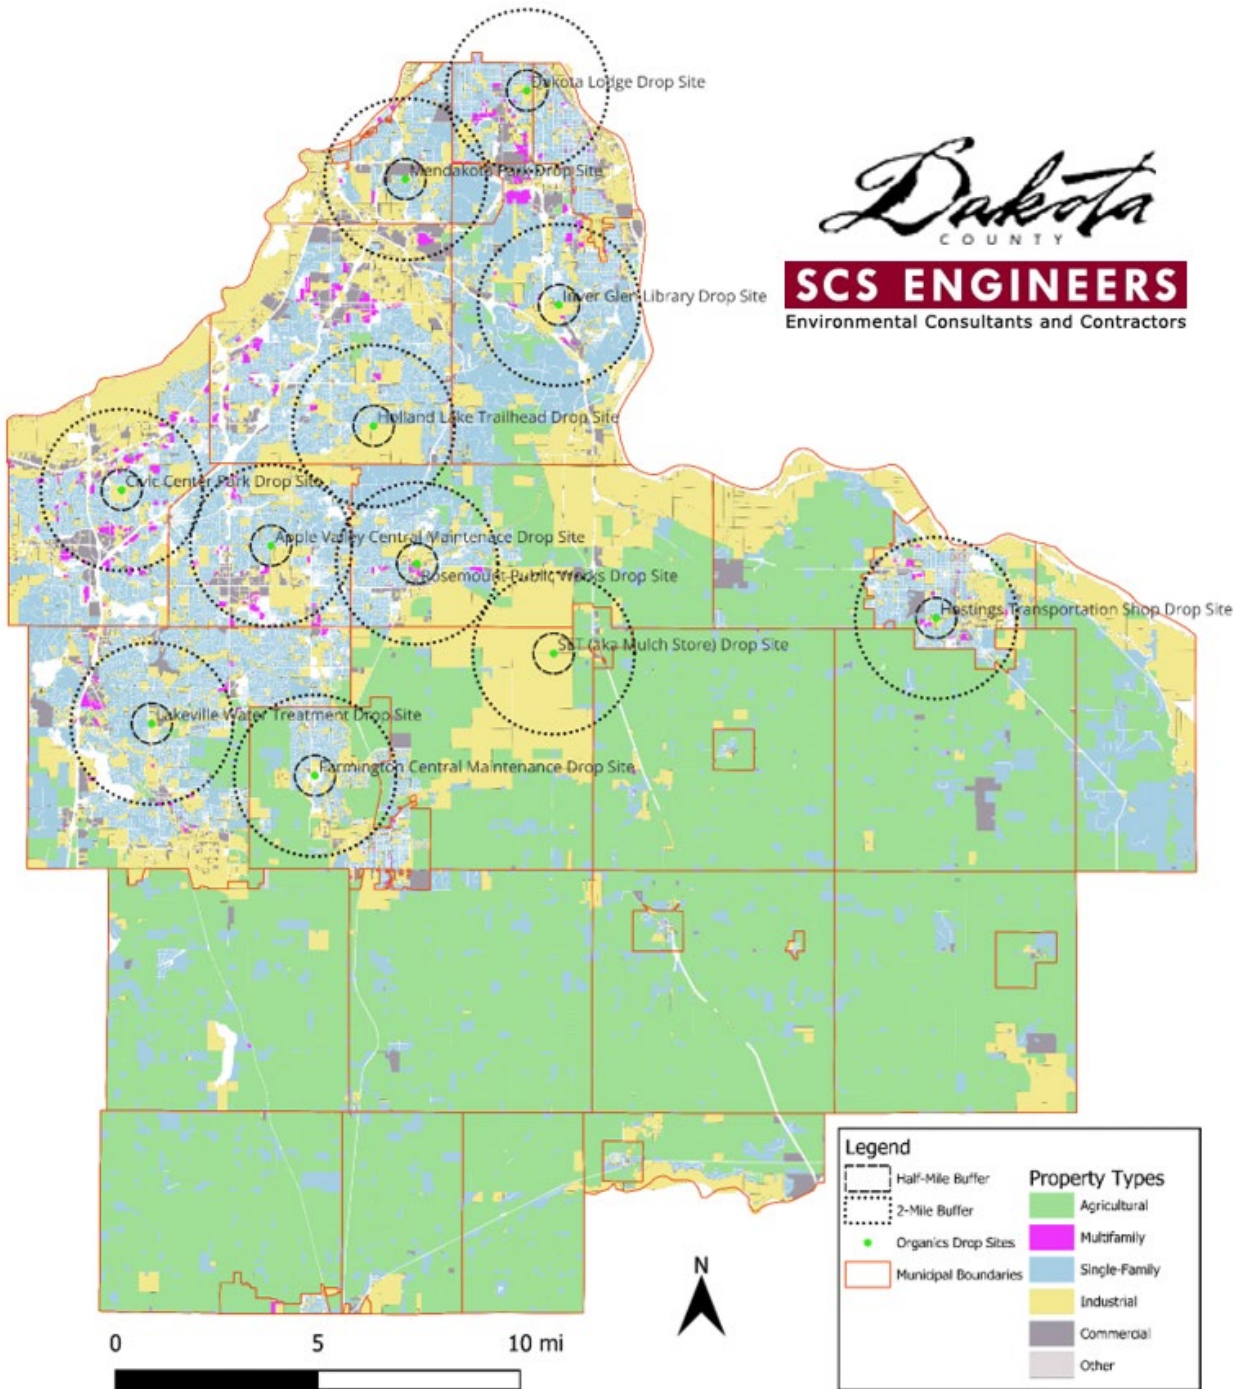 Dakota Lodge Drop Site
Mendakota Park Drop Site
Dakota
COUNTY
SCS ENGINEERS
Environmental Consultants and Contractors
Inver Glen Library Drop Site
Holland Lake Trailhead Drop Site
Civic Center Park Drop Site
Apple Valley Central Maintenace Drop Site
Rosemount Public Works Drop Site
Hastings Transportation Shop Drop Site
SET (aka Mulch Store) Drop Site
Lakeville Water Treatment Drop Site
Farmington Central Maintenance Drop Site
Legend
Half-Mile Buffer
2-Mile Buffer
Organics Drop Sites
Municipal Boundaries
Property Types
Agricultural
Multifamily
Single-Family
Industrial
Commercial
Other
N
0 5 10 mi